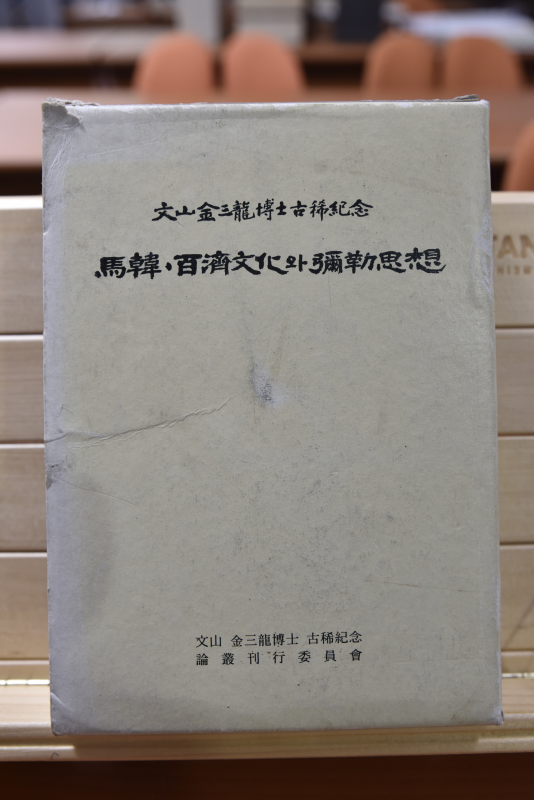 文山金三龍博士古稀紀念
馬韓·百濟文化와彌勒思想
文山 金三龍博士 古稀紀念
論叢刊行委員會
TAN